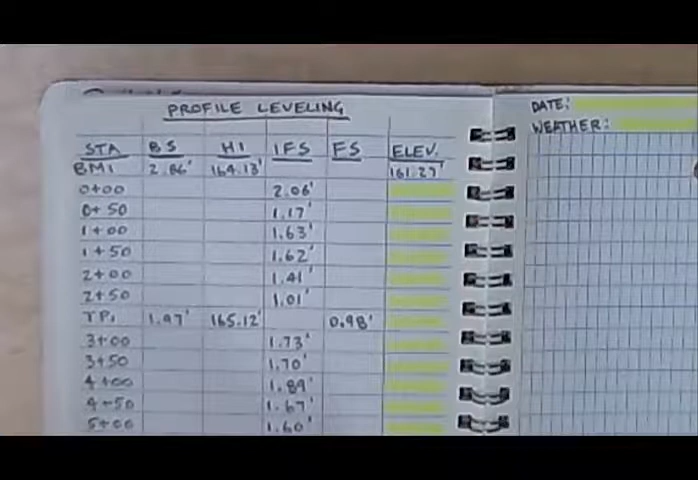 PROFILE LEVELING
STA BS HI IFS FS ELEV.
BM1 2.86' 164.13' 161.27'
0+00 2.06'
0+50 1.17'
1+00 1.63'
1+50 1.62'
2+00 1.41'
2+50 1.01'
TP1 1.97' 165.12' 0.98'
3+00 1.73'
3+50 1.70'
4+00 1.89'
4+50 1.67'
5+00 1.60'
DATE:
WEATHER: